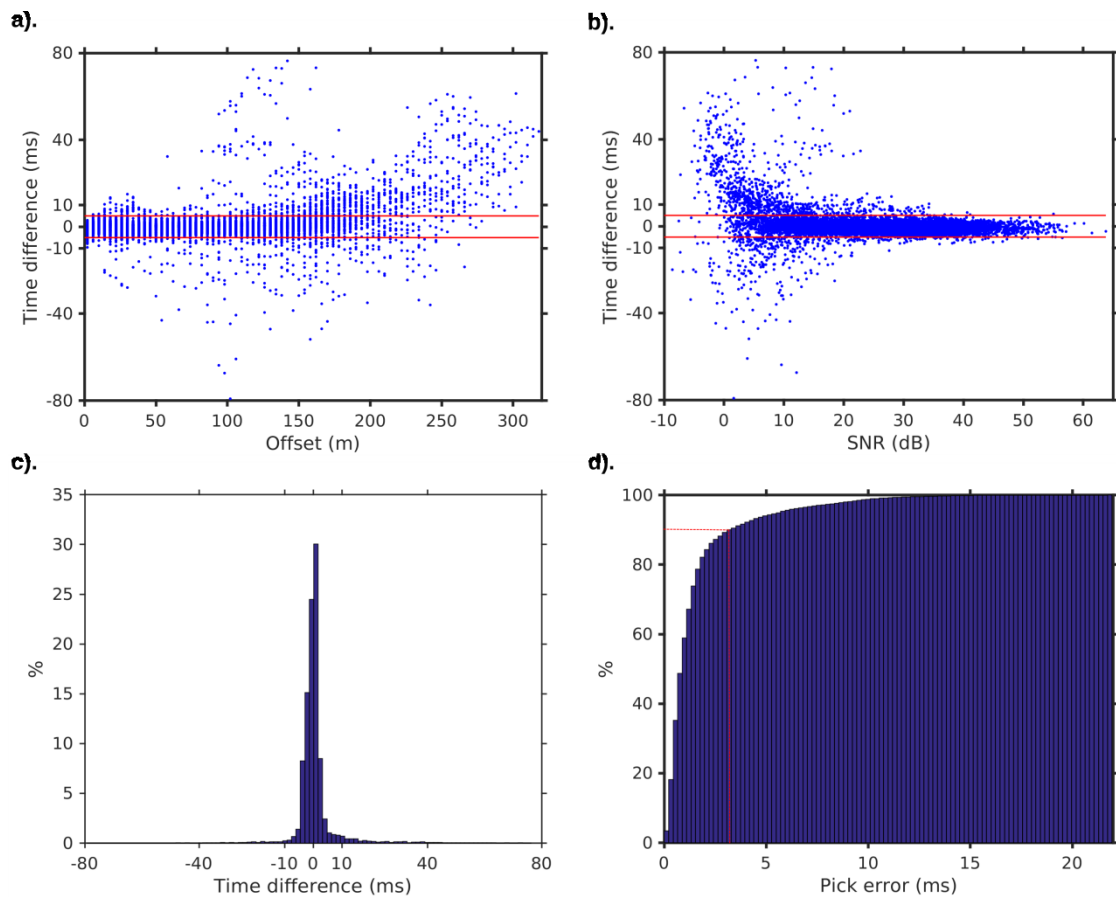 a).
80
40
10
0
-10
-40
-80
Time difference (ms)
0 50 100 150 200 250 300
Offset (m)
b).
80
40
10
0
-10
-40
-80
Time difference (ms)
-10 0 10 20 30 40 50 60
SNR (dB)
c).
35
30
25
20
15
10
5
0
%
-80 -40 -10 0 10 40 80
Time difference (ms)
d).
100
80
60
40
20
0
%
0 5 10 15 20
Pick error (ms)